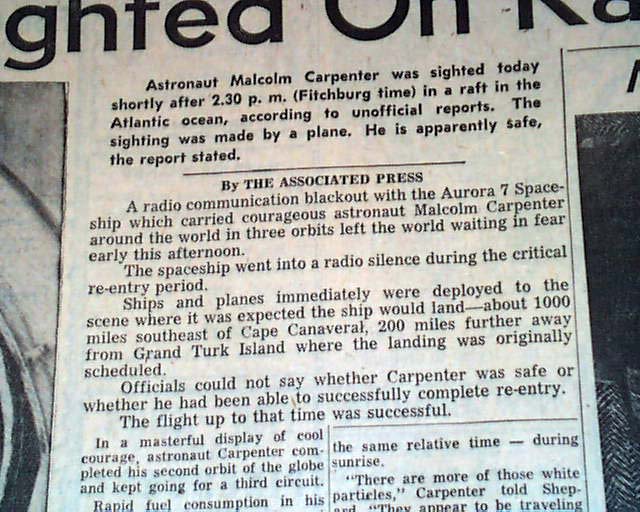 ghted On Ra
Astronaut Malcolm Carpenter was sighted today
shortly after 2.30 p. m. (Fitchburg time) in a raft in the
Atlantic ocean, according to unofficial reports. The
sighting was made by a plane. He is apparently safe,
the report stated.
By THE ASSOCIATED PRESS
A radio communication blackout with the Aurora 7 Space-
ship which carried courageous astronaut Malcolm Carpenter
around the world in three orbits left the world waiting in fear
early this afternoon.
The spaceship went into a radio silence during the critical
re-entry period.
Ships and planes immediately were deployed to the
scene where it was expected the ship would land—about 1000
miles southeast of Cape Canaveral, 200 miles further away
from Grand Turk Island where the landing was originally
scheduled.
Officials could not say whether Carpenter was safe or
whether he had been able to successfully complete re-entry.
The flight up to that time was successful.
In a masterful display of cool
courage, astronaut Carpenter com-
pleted his second orbit of the globe
and kept going for a third circuit.
Rapid fuel consumption in his
the same relative time — during
sunrise.
"There are more of those white
particles," Carpenter told Shep-
ard. "They appear to be traveling